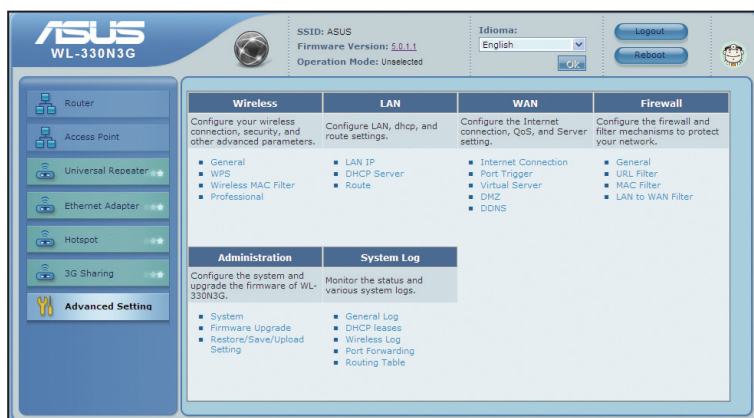 ASUS
WL-330N3G
SSID: ASUS
Firmware Version: 5.0.1.1
Operation Mode: Unselected
Idioma:
English
Ok
Logout
Reboot
Router
Access Point
Universal Repeater
Ethernet Adapter
Hotspot
3G Sharing
Advanced Setting
Wireless
Configure your wireless
connection, security, and
other advanced parameters.
General
WPS
Wireless MAC Filter
Professional
LAN
Configure LAN, dhcp, and
route settings.
LAN IP
DHCP Server
Route
WAN
Configure the Internet
connection, QoS, and Server
setting.
Internet Connection
Port Trigger
Virtual Server
DMZ
DDNS
Firewall
Configure the firewall and
filter mechanisms to protect
your network.
General
URL Filter
MAC Filter
LAN to WAN Filter
Administration
Configure the system and
upgrade the firmware of WL-
330N3G.
System
Firmware Upgrade
Restore/Save/Upload
Setting
System Log
Monitor the status and
various system logs.
General Log
DHCP leases
Wireless Log
Port Forwarding
Routing Table